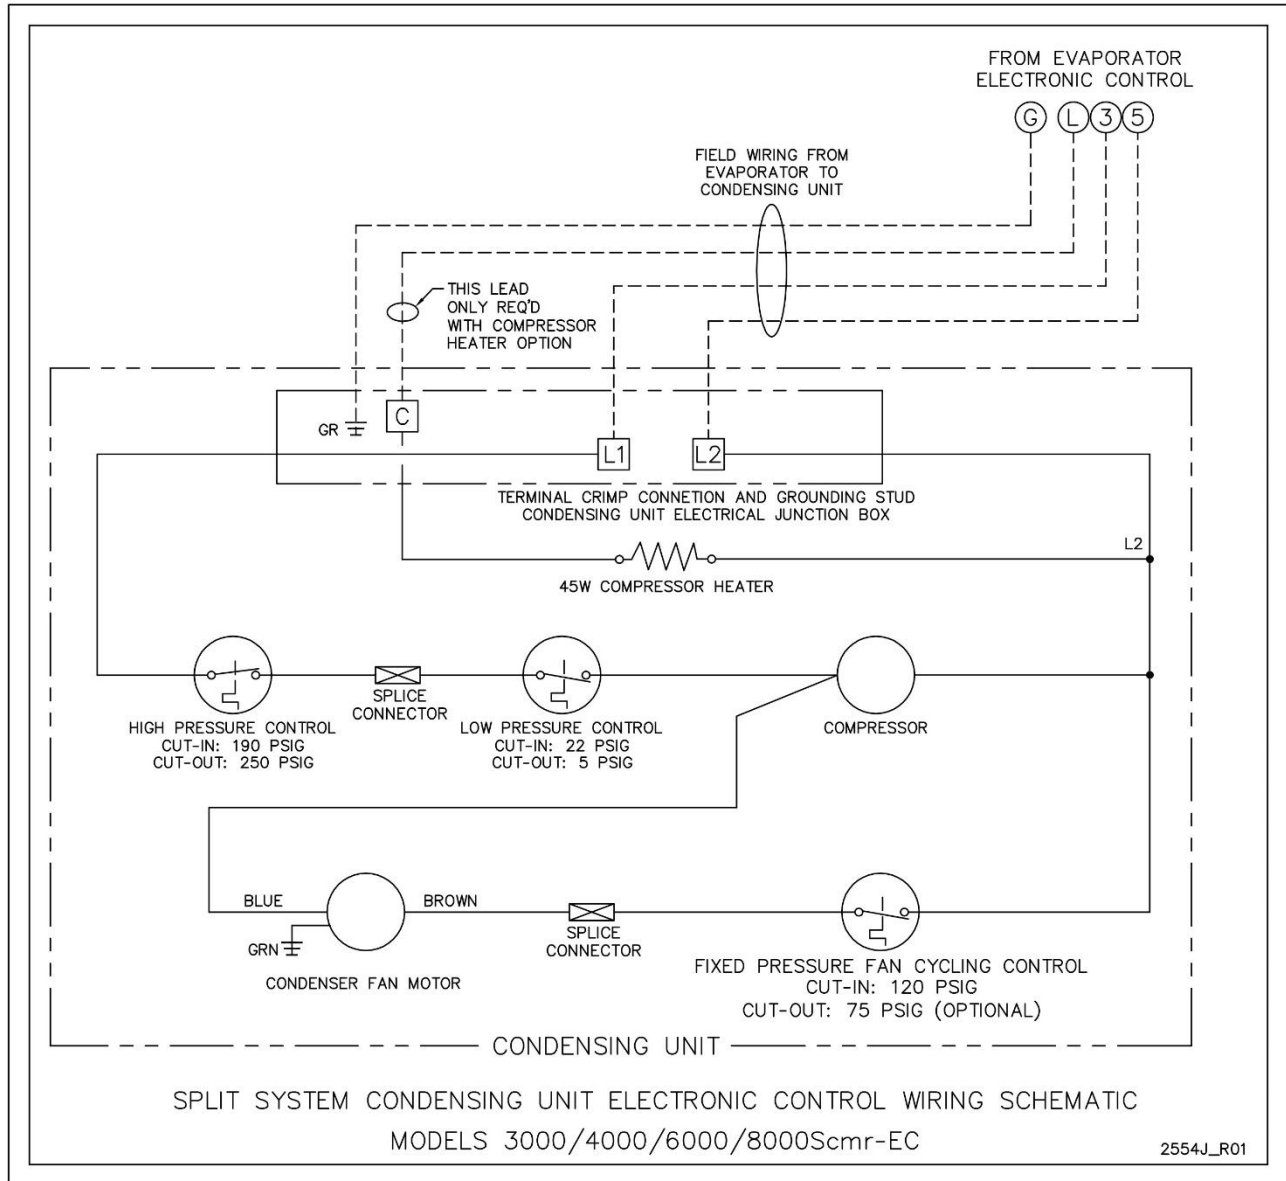 FROM EVAPORATOR
ELECTRONIC CONTROL
G L 3 5
FIELD WIRING FROM
EVAPORATOR TO
CONDENSING UNIT
THIS LEAD
ONLY REQ'D
WITH COMPRESSOR
HEATER OPTION
GR
C
L1
L2
TERMINAL CRIMP CONNETION AND GROUNDING STUD
CONDENSING UNIT ELECTRICAL JUNCTION BOX
L2
45W COMPRESSOR HEATER
HIGH PRESSURE CONTROL
CUT-IN: 190 PSIG
CUT-OUT: 250 PSIG
SPLICE
CONNECTOR
LOW PRESSURE CONTROL
CUT-IN: 22 PSIG
CUT-OUT: 5 PSIG
COMPRESSOR
BLUE
BROWN
GRN
CONDENSER FAN MOTOR
SPLICE
CONNECTOR
FIXED PRESSURE FAN CYCLING CONTROL
CUT-IN: 120 PSIG
CUT-OUT: 75 PSIG (OPTIONAL)
CONDENSING UNIT
SPLIT SYSTEM CONDENSING UNIT ELECTRONIC CONTROL WIRING SCHEMATIC
MODELS 3000/4000/6000/8000Scmr-EC
2554J_R01